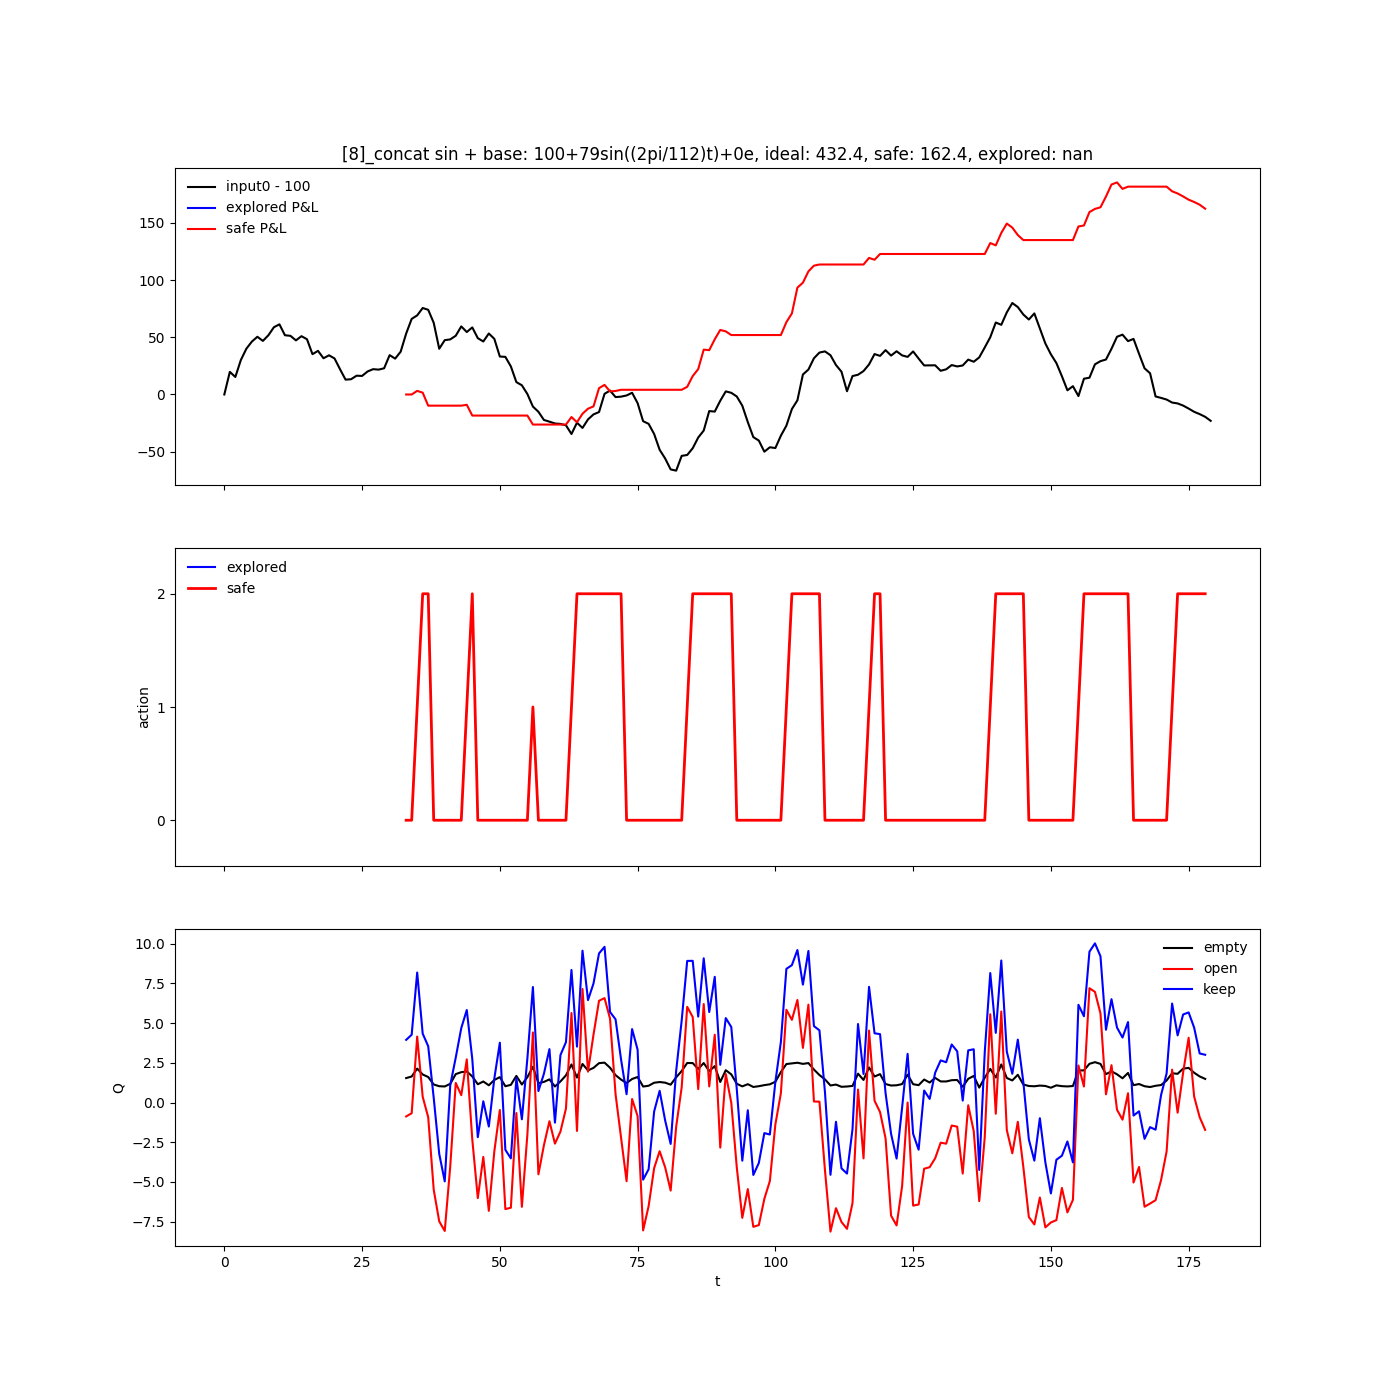 [8]_concat sin + base: 100+79sin((2pi/112)t)+0e, ideal: 432.4, safe: 162.4, explored: nan
input0 - 100
explored P&L
safe P&L
150
100
50
0
−50
explored
safe
2
1
0
action
empty
open
keep
10.0
7.5
5.0
2.5
0.0
−2.5
−5.0
−7.5
Q
0 25 50 75 100 125 150 175
t